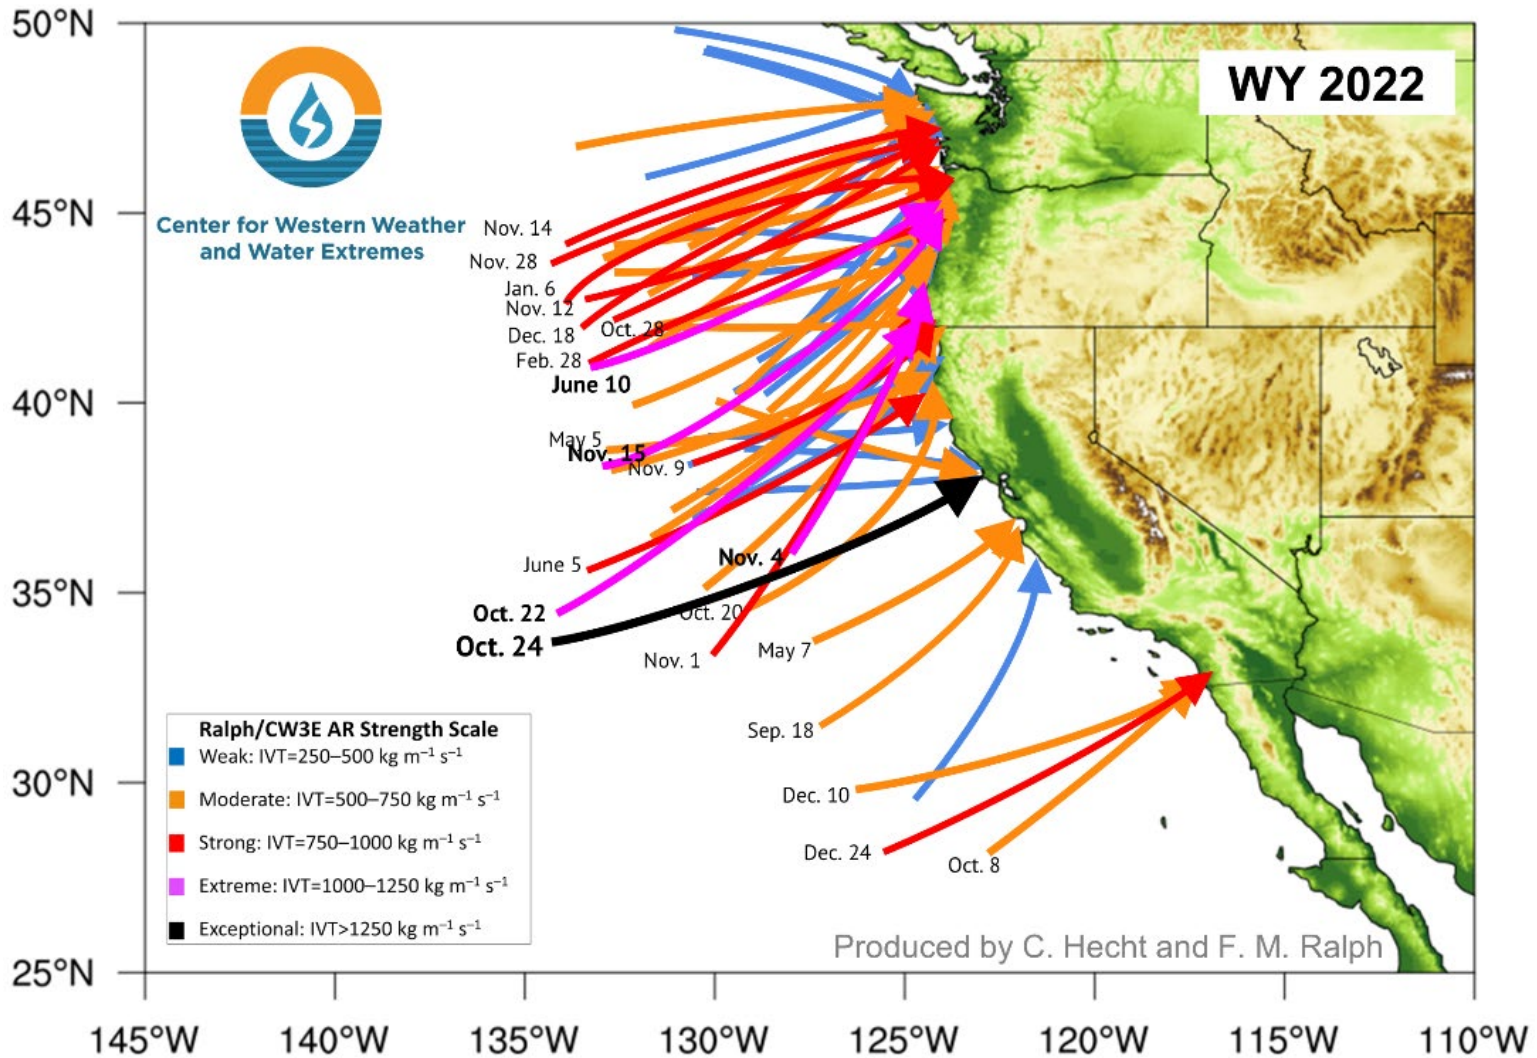 50°N
WY 2022
Center for Western Weather
and Water Extremes
45°N
Nov. 14
Nov. 28
Jan. 6
Nov. 12
Dec. 18
Oct. 28
Feb. 28
June 10
40°N
May 5
Nov. 15
Nov. 9
Nov. 4
June 5
35°N
Oct. 22
Oct. 20
Oct. 24
May 7
Nov. 1
Sep. 18
Ralph/CW3E AR Strength Scale
Weak: IVT=250–500 kg m⁻¹ s⁻¹
Moderate: IVT=500–750 kg m⁻¹ s⁻¹
Strong: IVT=750–1000 kg m⁻¹ s⁻¹
Extreme: IVT=1000–1250 kg m⁻¹ s⁻¹
Exceptional: IVT>1250 kg m⁻¹ s⁻¹
30°N
Dec. 10
Dec. 24
Oct. 8
Produced by C. Hecht and F. M. Ralph
25°N
145°W
140°W
135°W
130°W
125°W
120°W
115°W
110°W